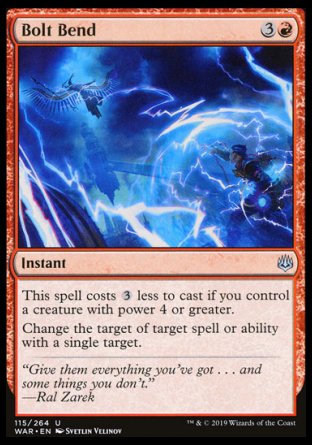 Bolt Bend 3
Instant
This spell costs 3 less to cast if you control
a creature with power 4 or greater.
Change the target of target spell or ability
with a single target.
“Give them everything you’ve got . . . and
some things you don’t.”
—Ral Zarek
115/264 U
WAR • EN Svetlin Velinov
™ & © 2019 Wizards of the Coast